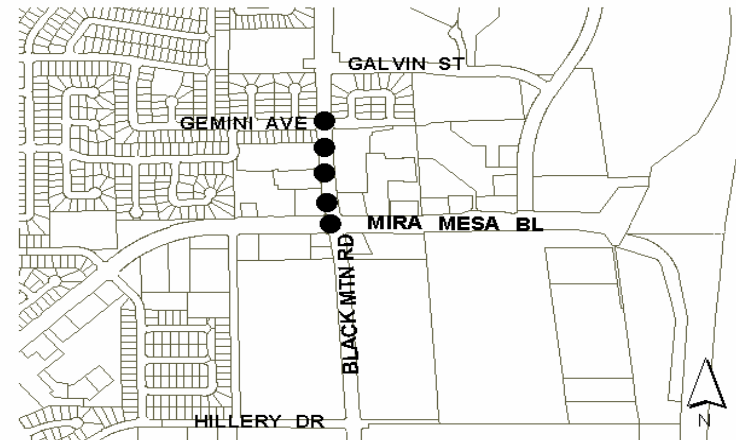 GALVIN ST
GEMINI AVE
MIRA MESA BL
BLACK MTN RD
HILLERY DR
N